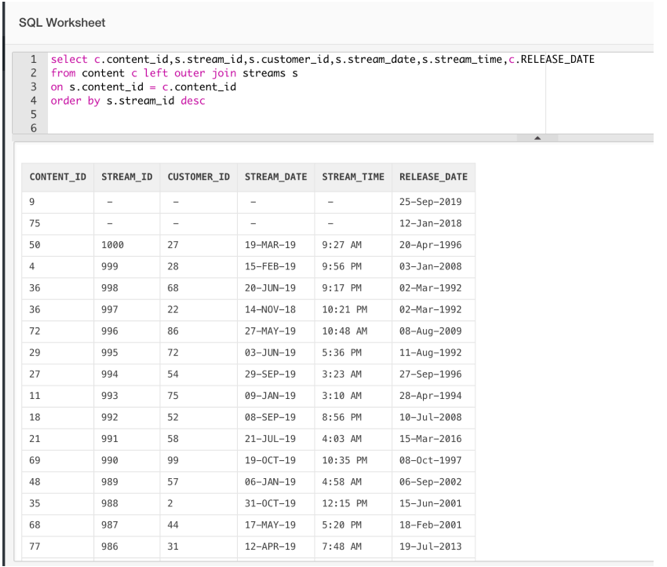 SQL Worksheet
1 select c.content_id,s.stream_id,s.customer_id,s.stream_date,s.stream_time,c.RELEASE_DATE
2 from content c left outer join streams s
3 on s.content_id = c.content_id
4 order by s.stream_id desc
5
6
CONTENT_ID STREAM_ID CUSTOMER_ID STREAM_DATE STREAM_TIME RELEASE_DATE
9 - - - - 25-Sep-2019
75 - - - - 12-Jan-2018
50 1000 27 19-MAR-19 9:27 AM 20-Apr-1996
4 999 28 15-FEB-19 9:56 PM 03-Jan-2008
36 998 68 20-JUN-19 9:17 PM 02-Mar-1992
36 997 22 14-NOV-18 10:21 PM 02-Mar-1992
72 996 86 27-MAY-19 10:48 AM 08-Aug-2009
29 995 72 03-JUN-19 5:36 PM 11-Aug-1992
27 994 54 29-SEP-19 3:23 AM 27-Sep-1996
11 993 75 09-JAN-19 3:10 AM 28-Apr-1994
18 992 52 08-SEP-19 8:56 PM 10-Jul-2008
21 991 58 21-JUL-19 4:03 AM 15-Mar-2016
69 990 99 19-OCT-19 10:35 PM 08-Oct-1997
48 989 57 06-JAN-19 4:58 AM 06-Sep-2002
35 988 2 31-OCT-19 12:15 PM 15-Jun-2001
68 987 44 17-MAY-19 5:20 PM 18-Feb-2001
77 986 31 12-APR-19 7:48 AM 19-Jul-2013